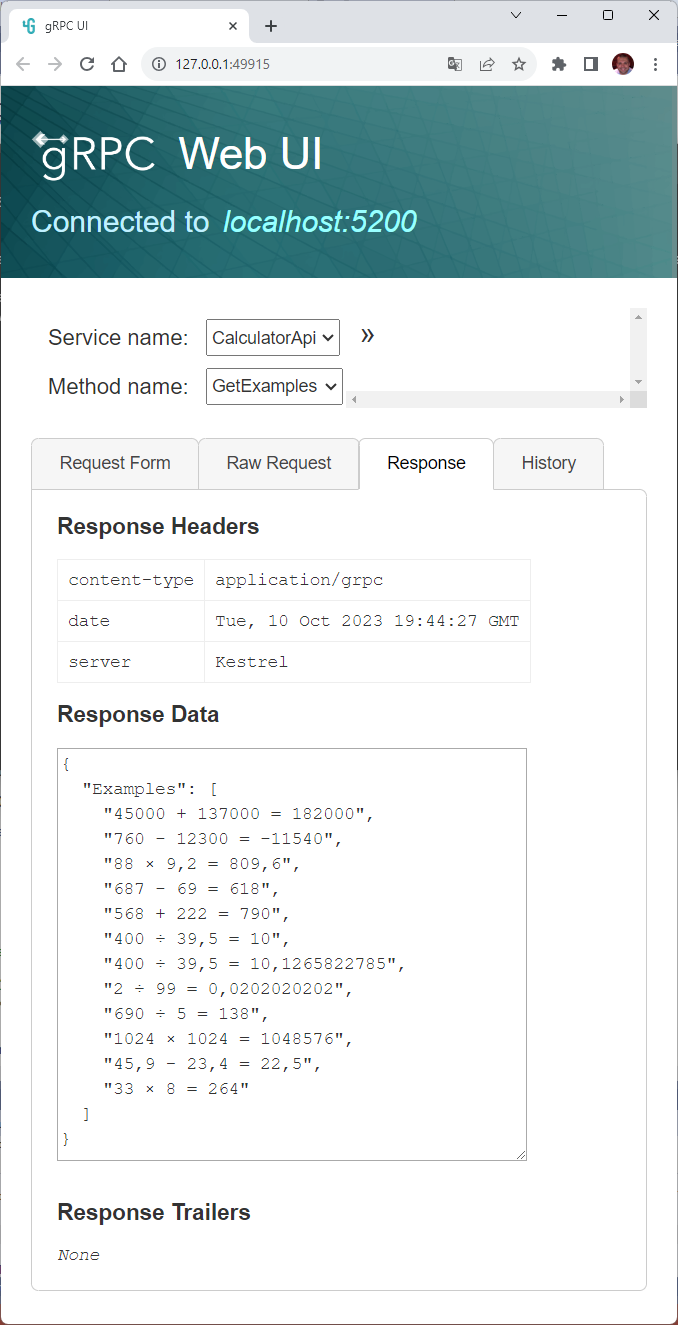 gRPC UI
127.0.0.1:49915
gRPC Web UI
Connected to localhost:5200
Service name: CalculatorApi »
Method name: GetExamples
Request Form Raw Request Response History
Response Headers
content-type application/grpc
date Tue, 10 Oct 2023 19:44:27 GMT
server Kestrel
Response Data
{
"Examples": [
"45000 + 137000 = 182000",
"760 - 12300 = -11540",
"88 × 9,2 = 809,6",
"687 - 69 = 618",
"568 + 222 = 790",
"400 ÷ 39,5 = 10",
"400 ÷ 39,5 = 10,1265822785",
"2 ÷ 99 = 0,0202020202",
"690 ÷ 5 = 138",
"1024 × 1024 = 1048576",
"45,9 - 23,4 = 22,5",
"33 × 8 = 264"
]
}
Response Trailers
None